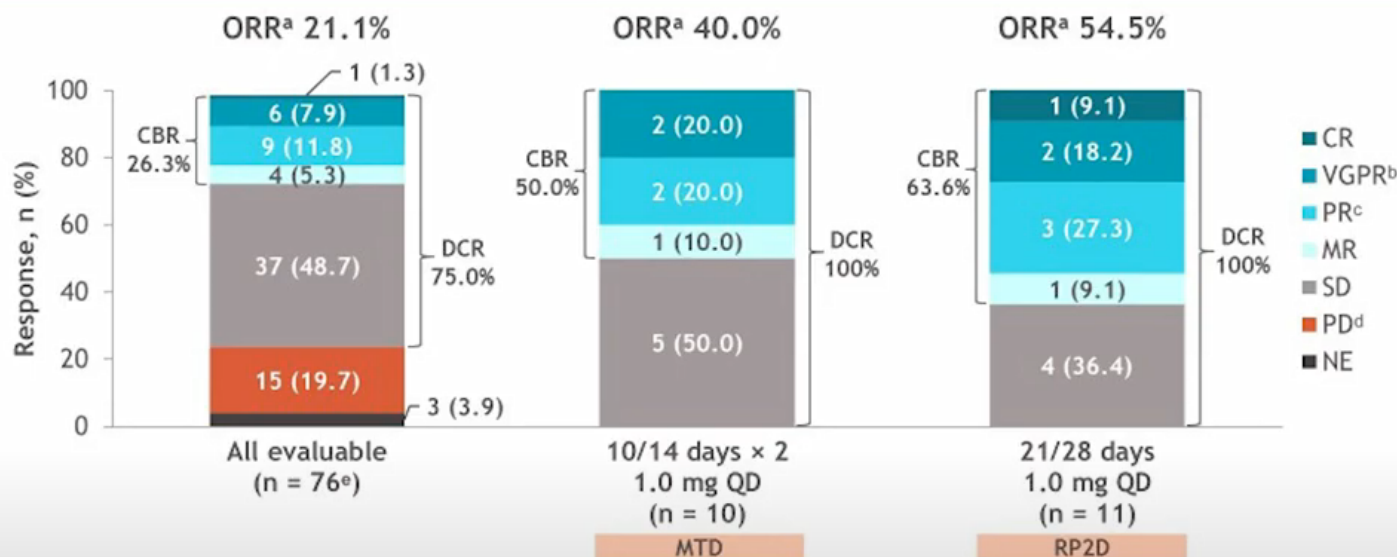 ORRᵃ 21.1%
ORRᵃ 40.0%
ORRᵃ 54.5%
Response, n (%)
100
80
60
40
20
0
1 (1.3)
6 (7.9)
9 (11.8)
4 (5.3)
37 (48.7)
15 (19.7)
3 (3.9)
CBR
26.3%
DCR
75.0%
All evaluable
(n = 76ᵉ)
2 (20.0)
2 (20.0)
1 (10.0)
5 (50.0)
CBR
50.0%
DCR
100%
10/14 days × 2
1.0 mg QD
(n = 10)
MTD
1 (9.1)
2 (18.2)
3 (27.3)
1 (9.1)
4 (36.4)
CBR
63.6%
DCR
100%
21/28 days
1.0 mg QD
(n = 11)
RP2D
CR
VGPRᵇ
PRᶜ
MR
SD
PDᵈ
NE